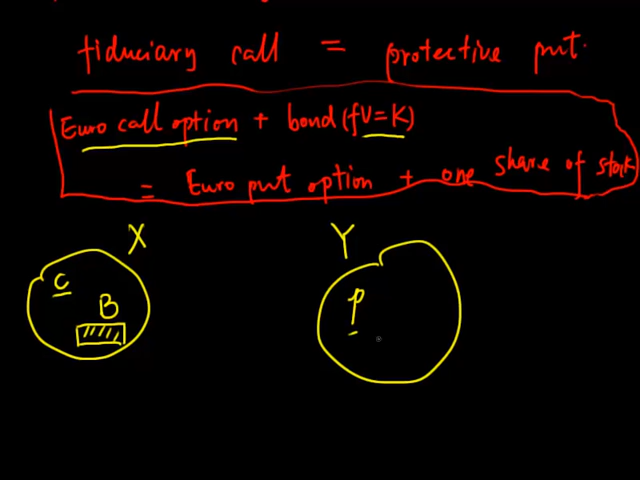 fiduciary call = protective put.
Euro call option + bond (fV=K)
= Euro put option + one share of stock
X Y
C
B
P